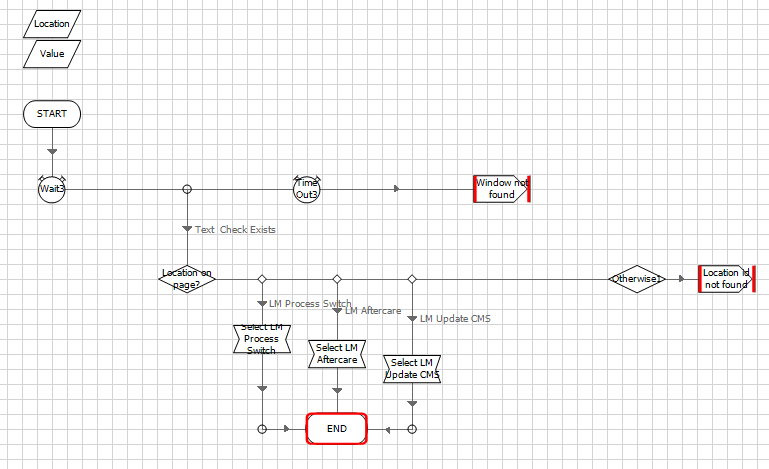 Location
Value
START
Wait3
Time
Out3
Window not
found
Text Check Exists
Location on
page?
Otherwise1
Location Id
not found
LM Process Switch
LM Aftercare
LM Update CMS
Select LM
Process
Switch
Select LM
Aftercare
Select LM
Update CMS
END